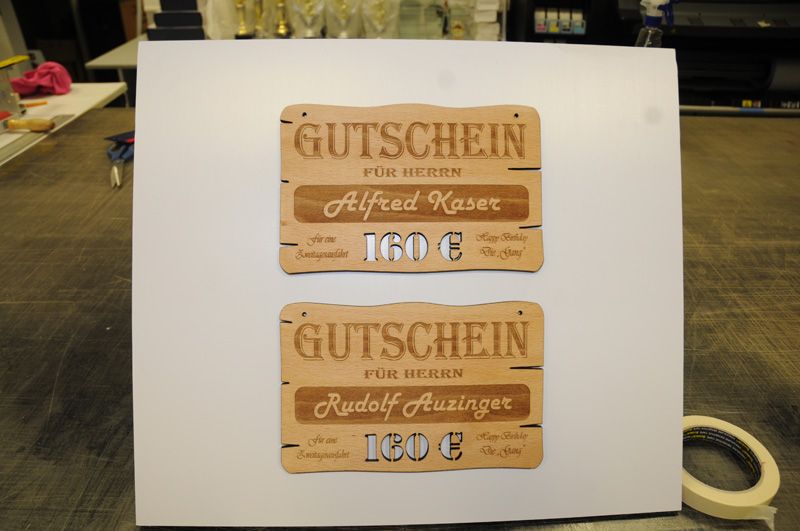 GUTSCHEIN
FÜR HERRN
Alfred Kaser
Für eine
Zweitagesausfahrt
160 €
Happy Birthday
Die „Gang“
GUTSCHEIN
FÜR HERRN
Rudolf Auzinger
Für eine
Zweitagesausfahrt
160 €
Happy Birthday
Die „Gang“